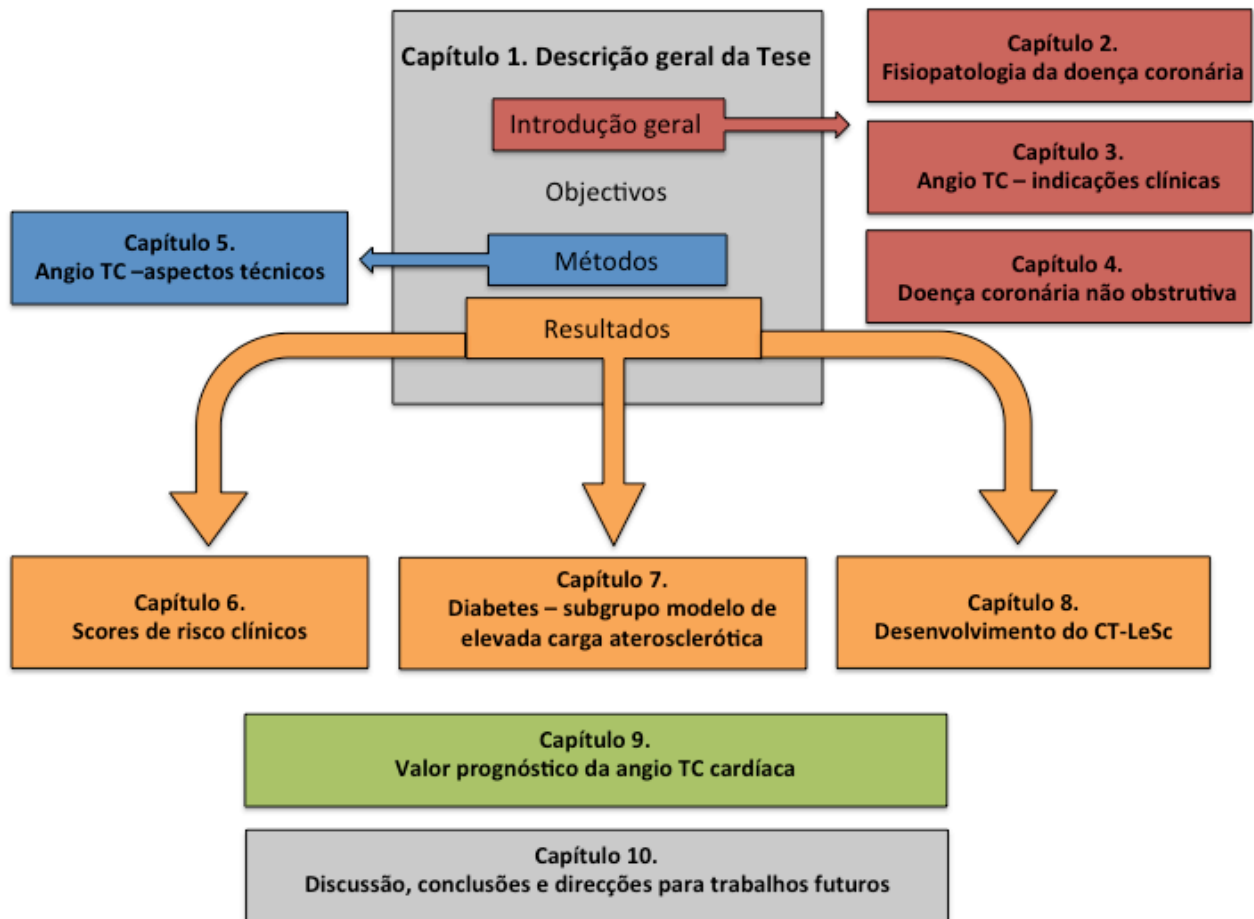 Capítulo 1. Descrição geral da Tese
Introdução geral
Objectivos
Métodos
Resultados
Capítulo 2.
Fisiopatologia da doença coronária
Capítulo 3.
Angio TC – indicações clínicas
Capítulo 4.
Doença coronária não obstrutiva
Capítulo 5.
Angio TC –aspectos técnicos
Capítulo 6.
Scores de risco clínicos
Capítulo 7.
Diabetes – subgrupo modelo de
elevada carga aterosclerótica
Capítulo 8.
Desenvolvimento do CT-LeSc
Capítulo 9.
Valor prognóstico da angio TC cardíaca
Capítulo 10.
Discussão, conclusões e direcções para trabalhos futuros